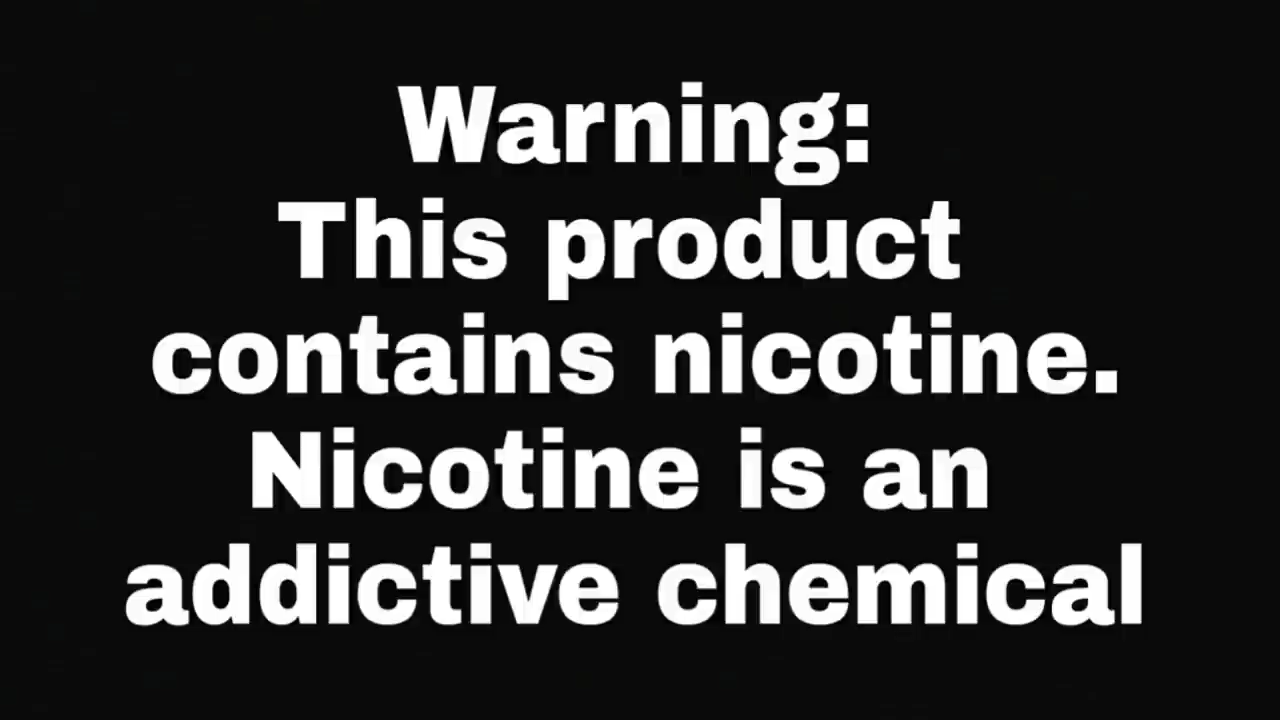 Warning:
This product
contains nicotine.
Nicotine is an
addictive chemical